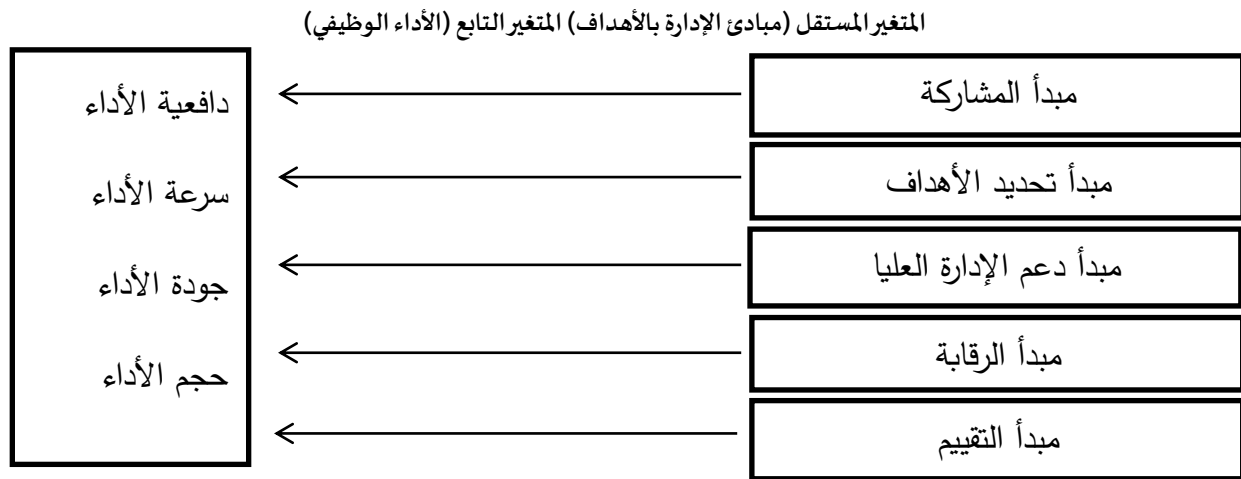 المتغير المستقل (مبادئ الإدارة بالأهداف) المتغير التابع (الأداء الوظيفي)
مبدأ المشاركة
مبدأ تحديد الأهداف
مبدأ دعم الإدارة العليا
مبدأ الرقابة
مبدأ التقييم
دافعية الأداء
سرعة الأداء
جودة الأداء
حجم الأداء